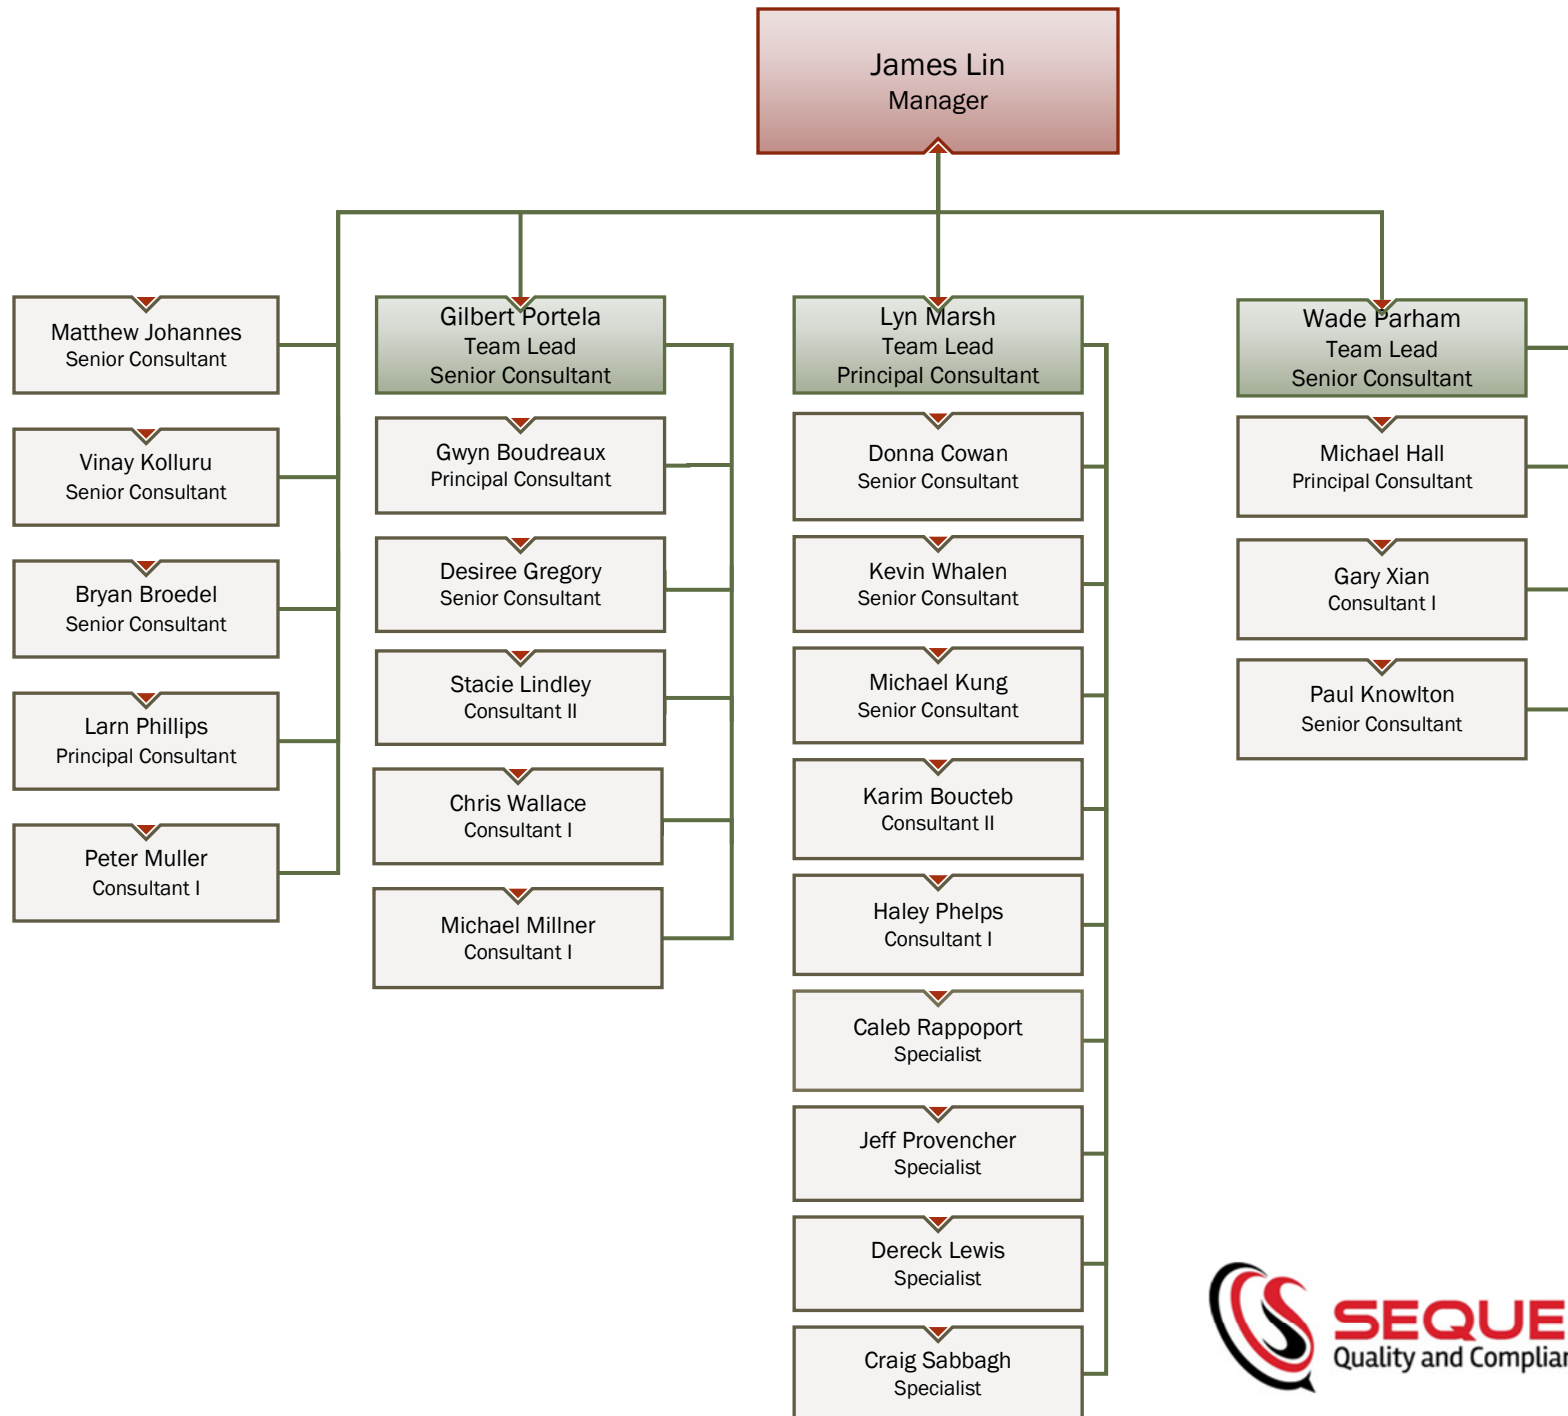 James Lin
Manager
Matthew Johannes
Senior Consultant
Vinay Kolluru
Senior Consultant
Bryan Broedel
Senior Consultant
Larn Phillips
Principal Consultant
Peter Muller
Consultant I
Gilbert Portela
Team Lead
Senior Consultant
Gwyn Boudreaux
Principal Consultant
Desiree Gregory
Senior Consultant
Stacie Lindley
Consultant II
Chris Wallace
Consultant I
Michael Millner
Consultant I
Lyn Marsh
Team Lead
Principal Consultant
Donna Cowan
Senior Consultant
Kevin Whalen
Senior Consultant
Michael Kung
Senior Consultant
Karim Boucteb
Consultant II
Haley Phelps
Consultant I
Caleb Rappoport
Specialist
Jeff Provencher
Specialist
Dereck Lewis
Specialist
Craig Sabbagh
Specialist
Wade Parham
Team Lead
Senior Consultant
Michael Hall
Principal Consultant
Gary Xian
Consultant I
Paul Knowlton
Senior Consultant
SEQUE
Quality and Complian